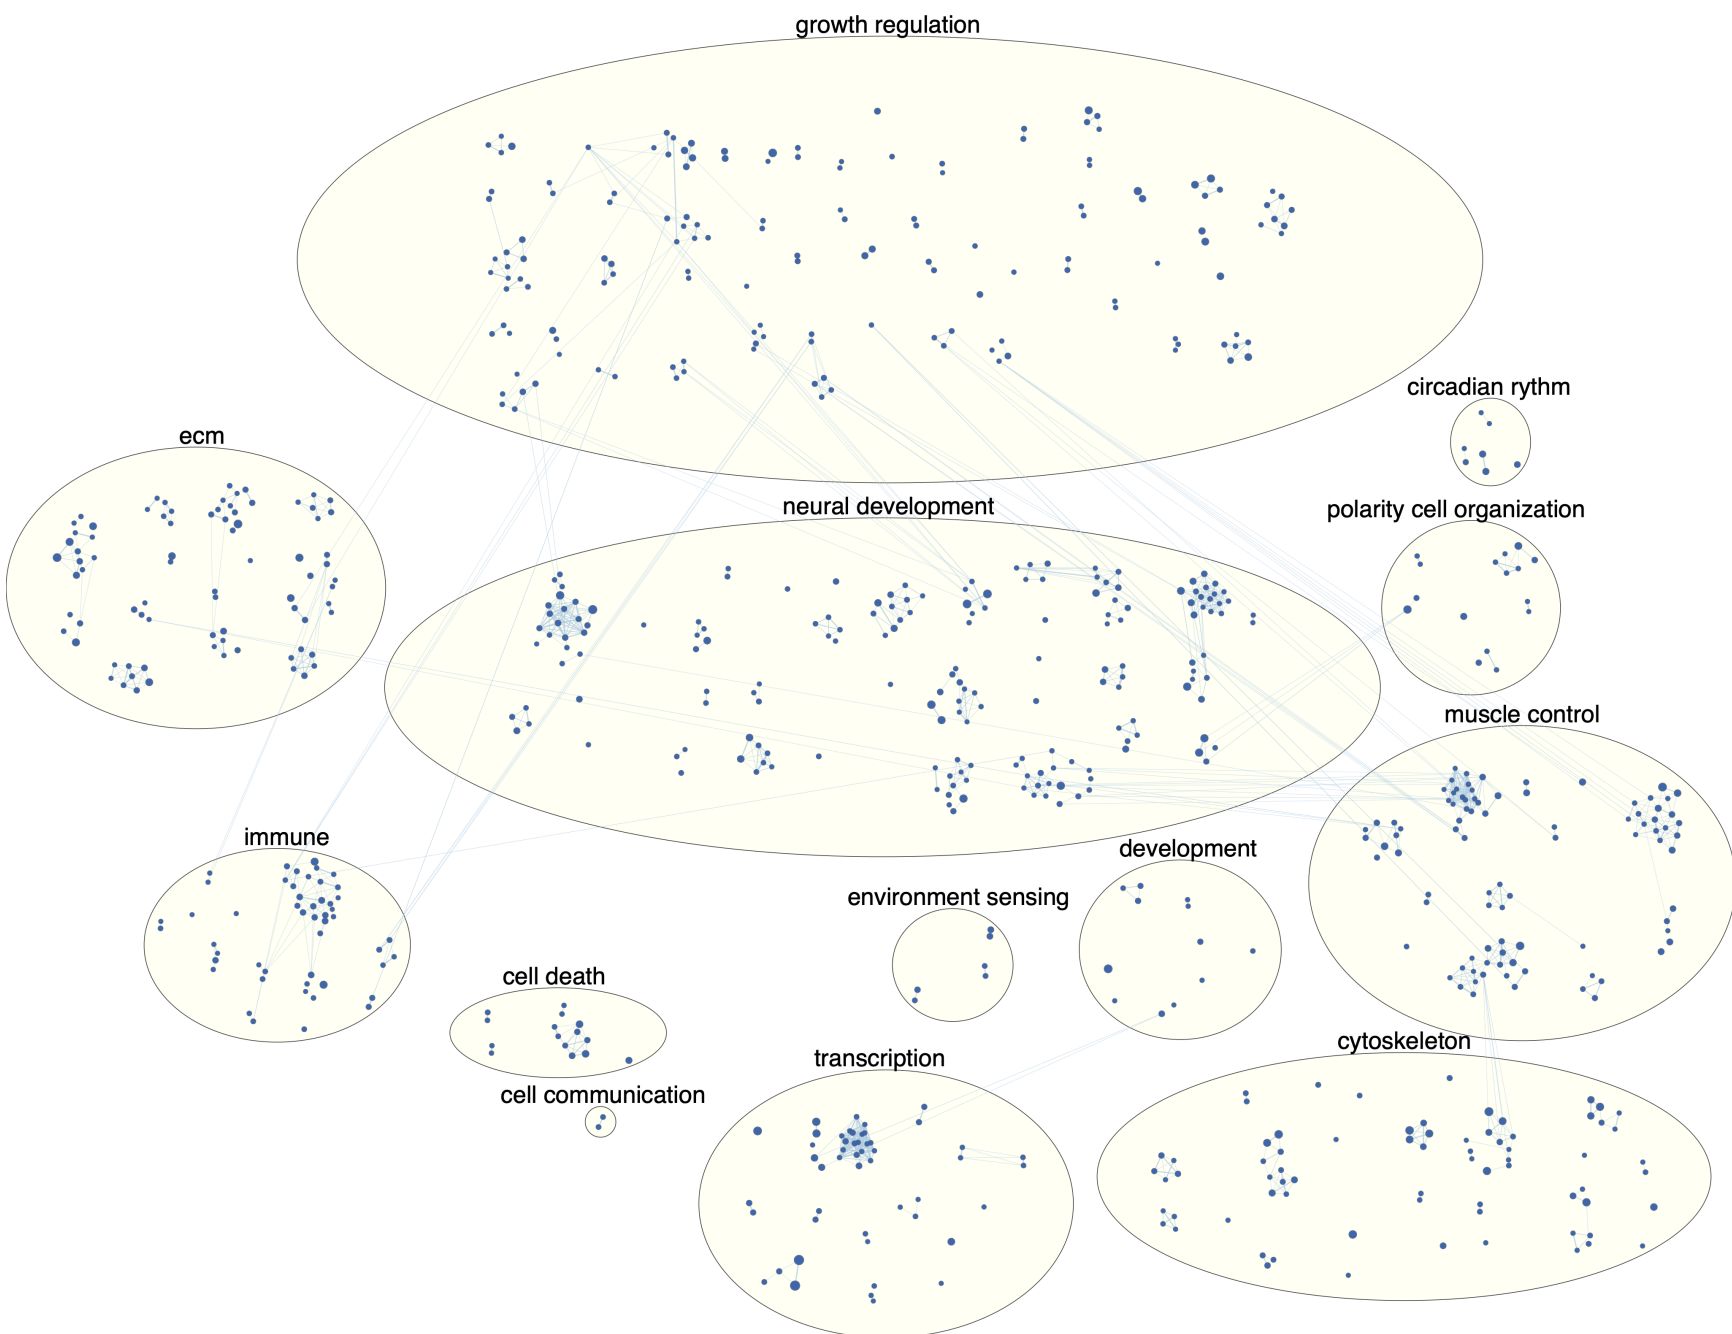 growth regulation
circadian rythm
ecm
neural development
polarity cell organization
muscle control
immune
development
environment sensing
cell death
cytoskeleton
transcription
cell communication